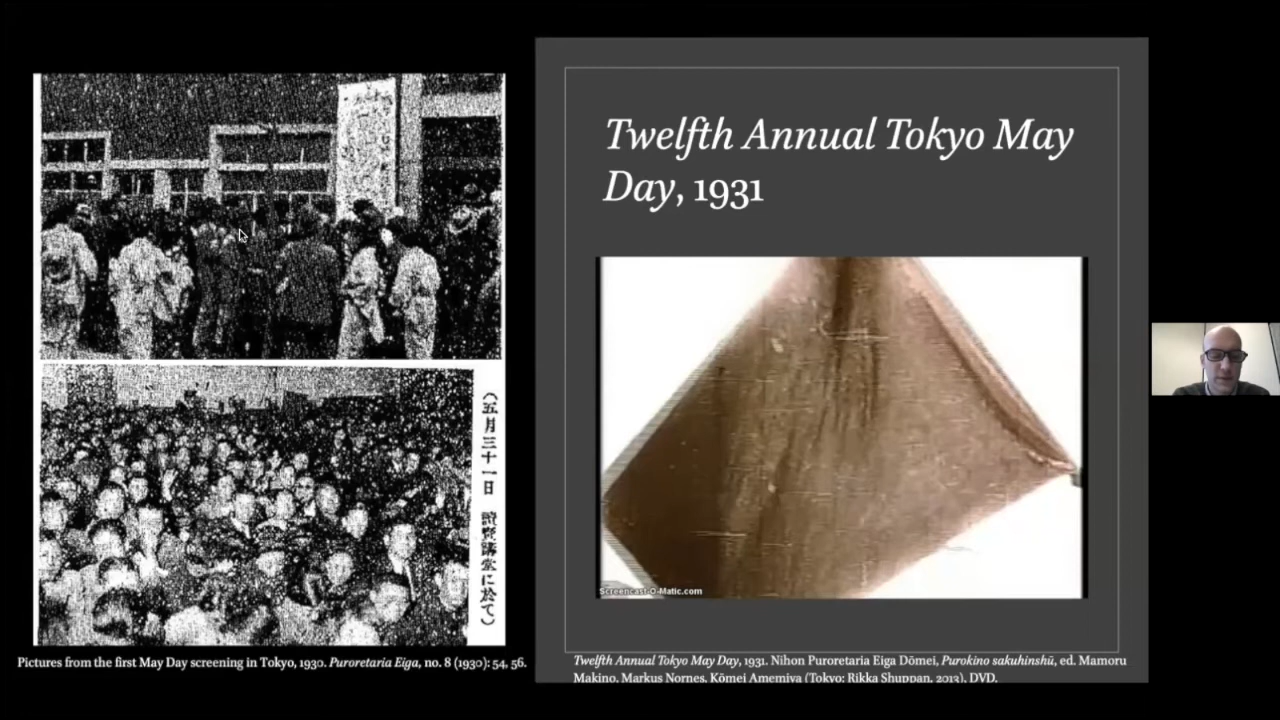 Twelfth Annual Tokyo May
Day, 1931
(五月三十一日 讀賣講堂に於て)
Screencast-O-Matic.com
Pictures from the first May Day screening in Tokyo, 1930. Puroretaria Eiga, no. 8 (1930): 54, 56.
Twelfth Annual Tokyo May Day, 1931. Nihon Puroretaria Eiga Dōmei, Purokino sakuhinshū, ed. Mamoru
Makino, Markus Nornes, Kōmei Amemiya (Tokyo: Rikka Shuppan, 2013), DVD.